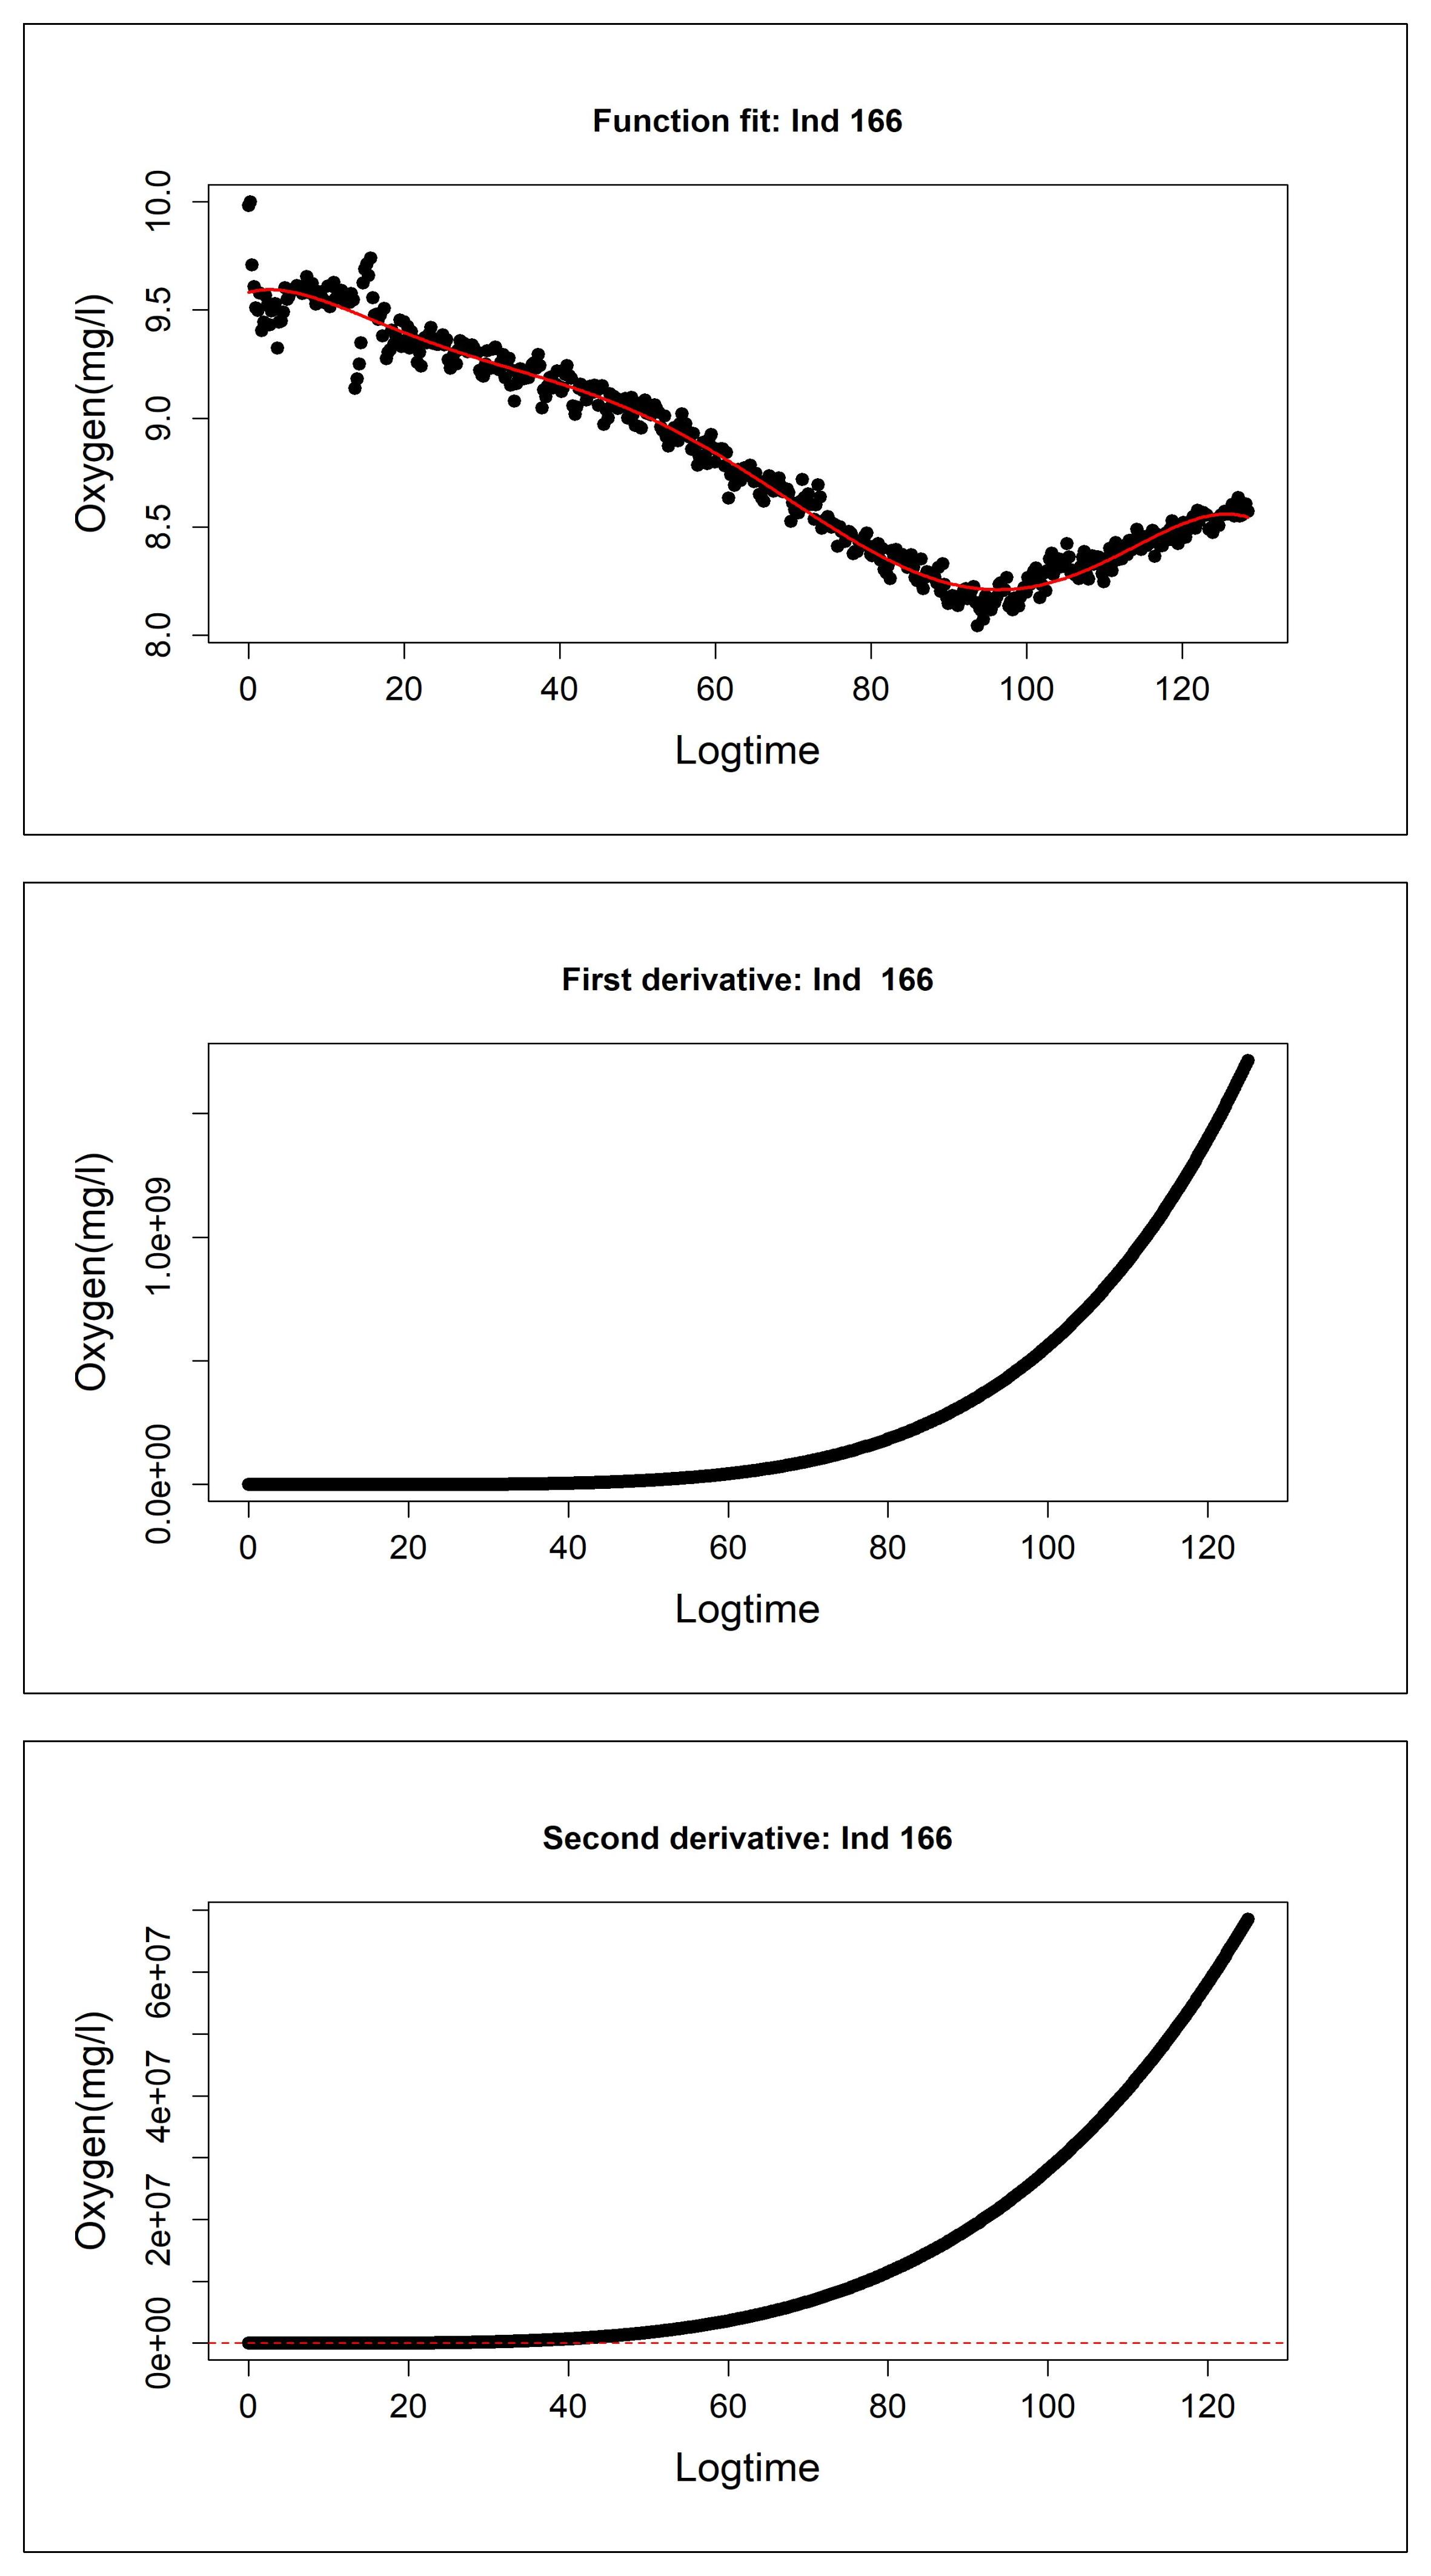 Function fit: Ind 166
Oxygen(mg/l)
10.0
9.5
9.0
8.5
8.0
0 20 40 60 80 100 120
Logtime
First derivative: Ind  166
Oxygen(mg/l)
1.0e+09
0.0e+00
0 20 40 60 80 100 120
Logtime
Second derivative: Ind 166
Oxygen(mg/l)
6e+07
4e+07
2e+07
0e+00
0 20 40 60 80 100 120
Logtime